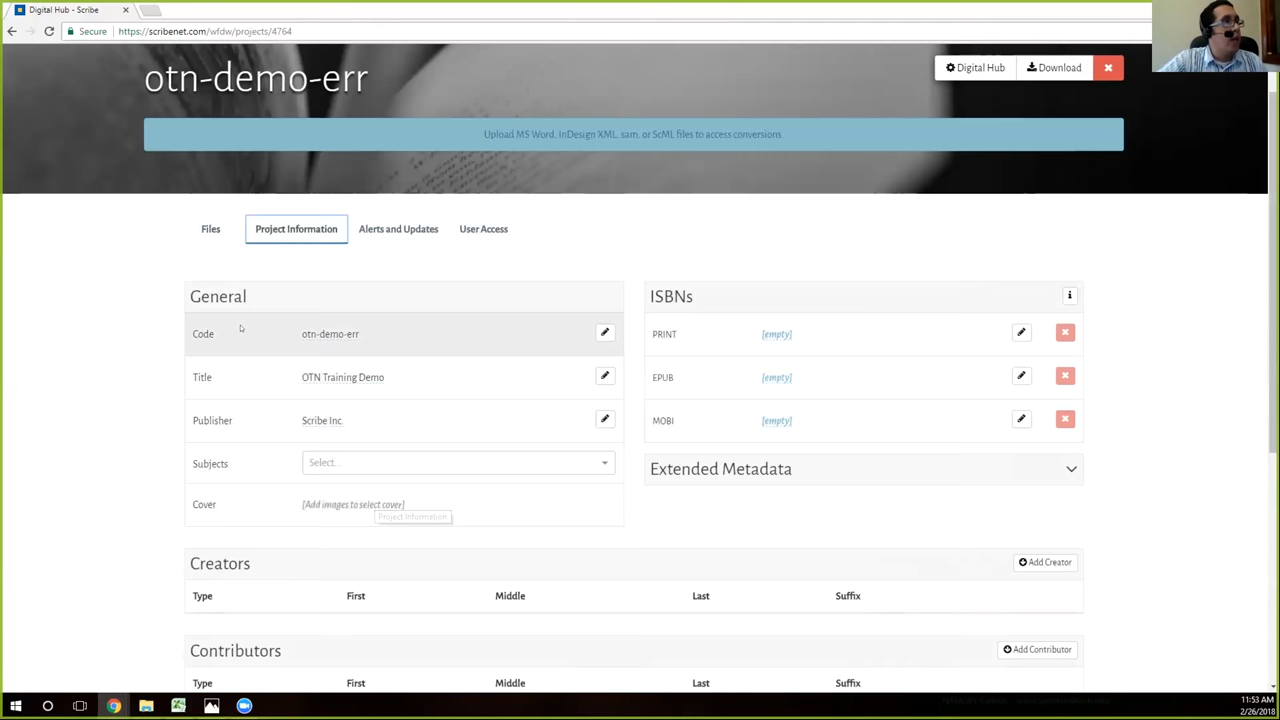 Digital Hub - Scribe
Secure https://scribenet.com/wfdw/projects/4764
otn-demo-err
Digital Hub Download
Upload MS Word, InDesign XML, sam, or ScML files to access conversions.
Files Project Information Alerts and Updates User Access
General
Code otn-demo-err
Title OTN Training Demo
Publisher Scribe Inc.
Subjects Select...
Cover [Add images to select cover]
Project Information
ISBNs
PRINT [empty]
EPUB [empty]
MOBI [empty]
Extended Metadata
Creators Add Creator
Type First Middle Last Suffix
Contributors Add Contributor
Type First Middle Last Suffix
11:53 AM
2/26/2018